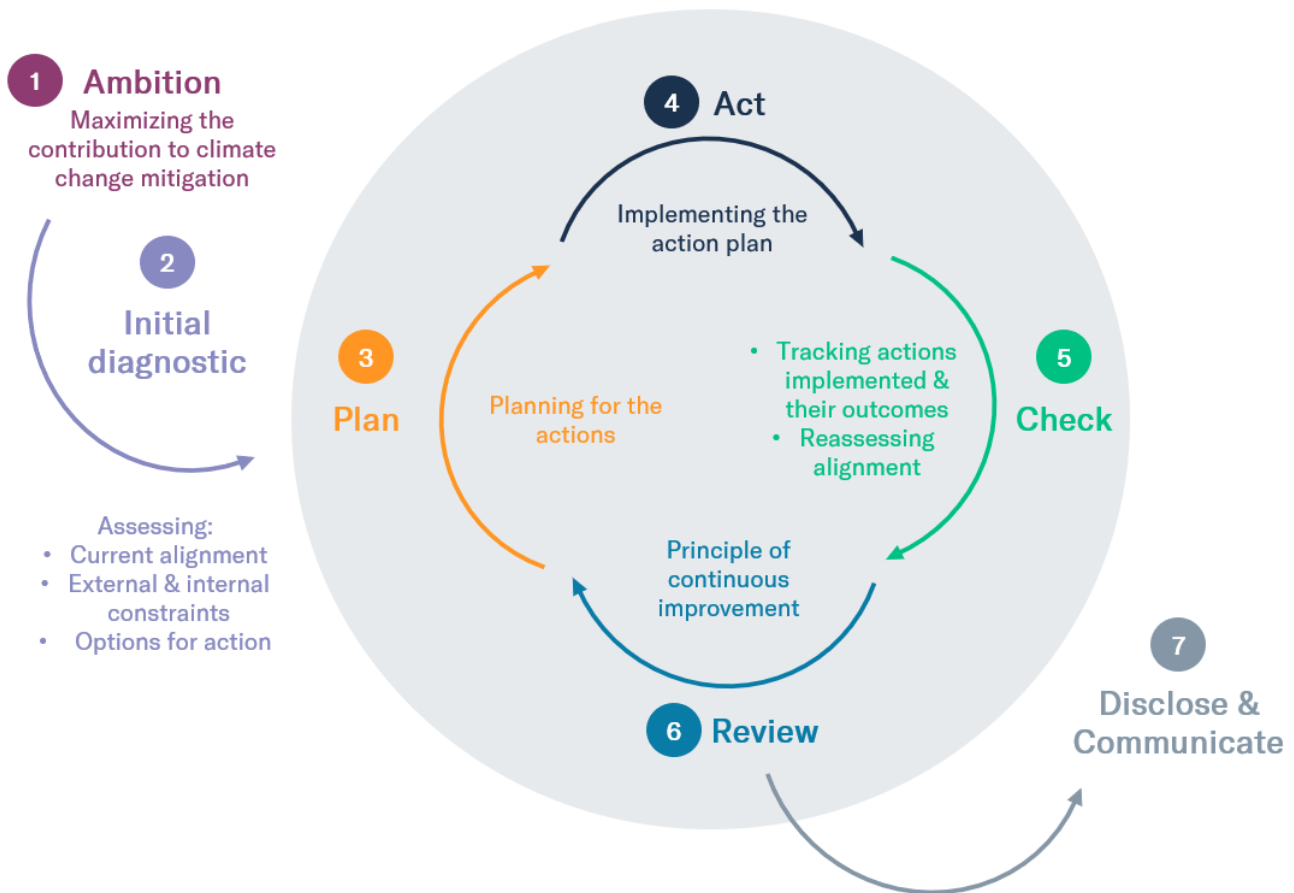 1 Ambition
Maximizing the
contribution to climate
change mitigation
2
Initial
diagnostic
Assessing:
• Current alignment
• External & internal
constraints
• Options for action
3
Plan
Planning for the
actions
4 Act
Implementing the
action plan
5
Check
• Tracking actions
implemented &
their outcomes
• Reassessing
alignment
Principle of
continuous
improvement
6 Review
7
Disclose &
Communicate